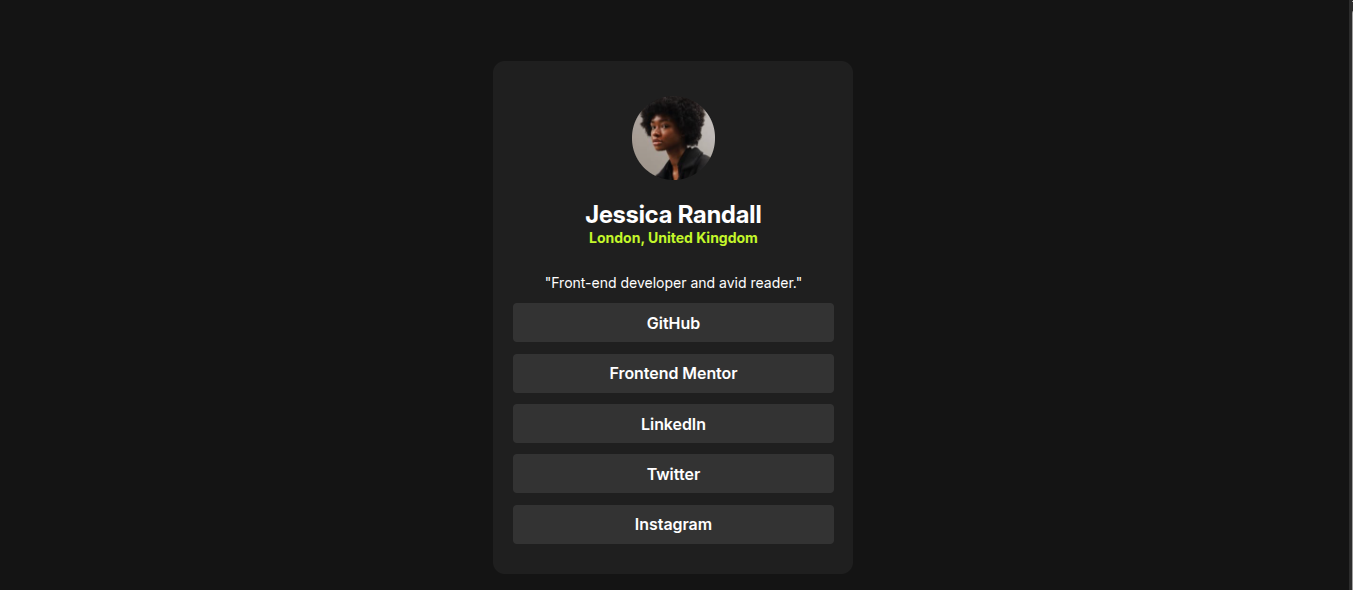 Jessica Randall
London, United Kingdom
"Front-end developer and avid reader."
GitHub
Frontend Mentor
LinkedIn
Twitter
Instagram